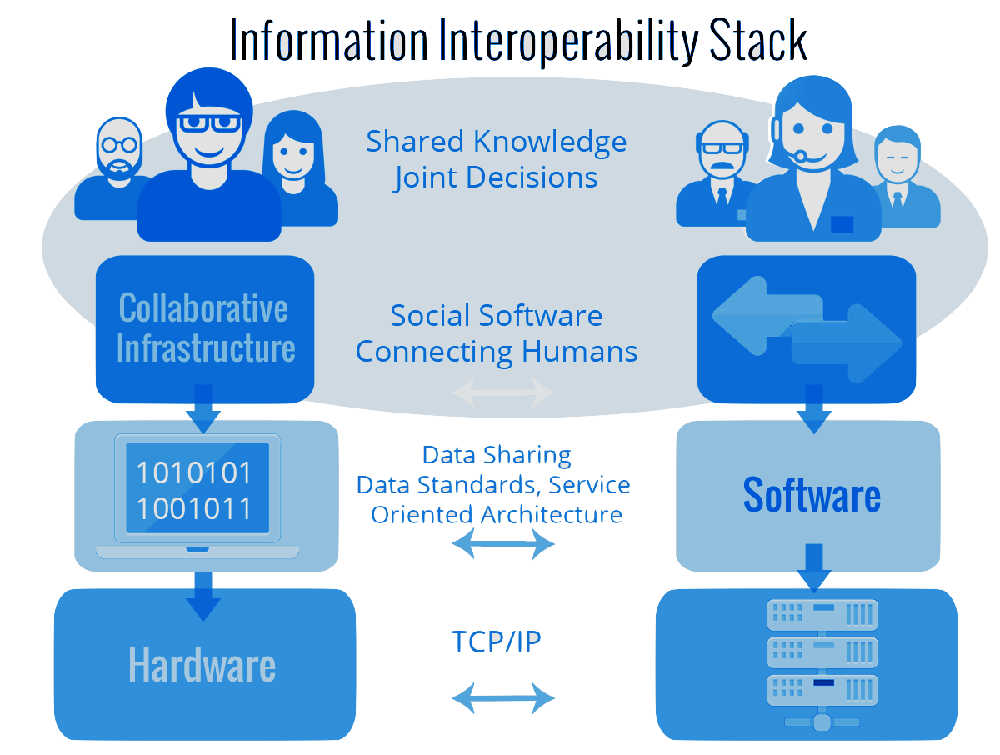 Information Interoperability Stack
Shared Knowledge
Joint Decisions
Collaborative
Infrastructure
Social Software
Connecting Humans
1010101
1001011
Data Sharing
Data Standards, Service
Oriented Architecture
Software
Hardware
TCP/IP